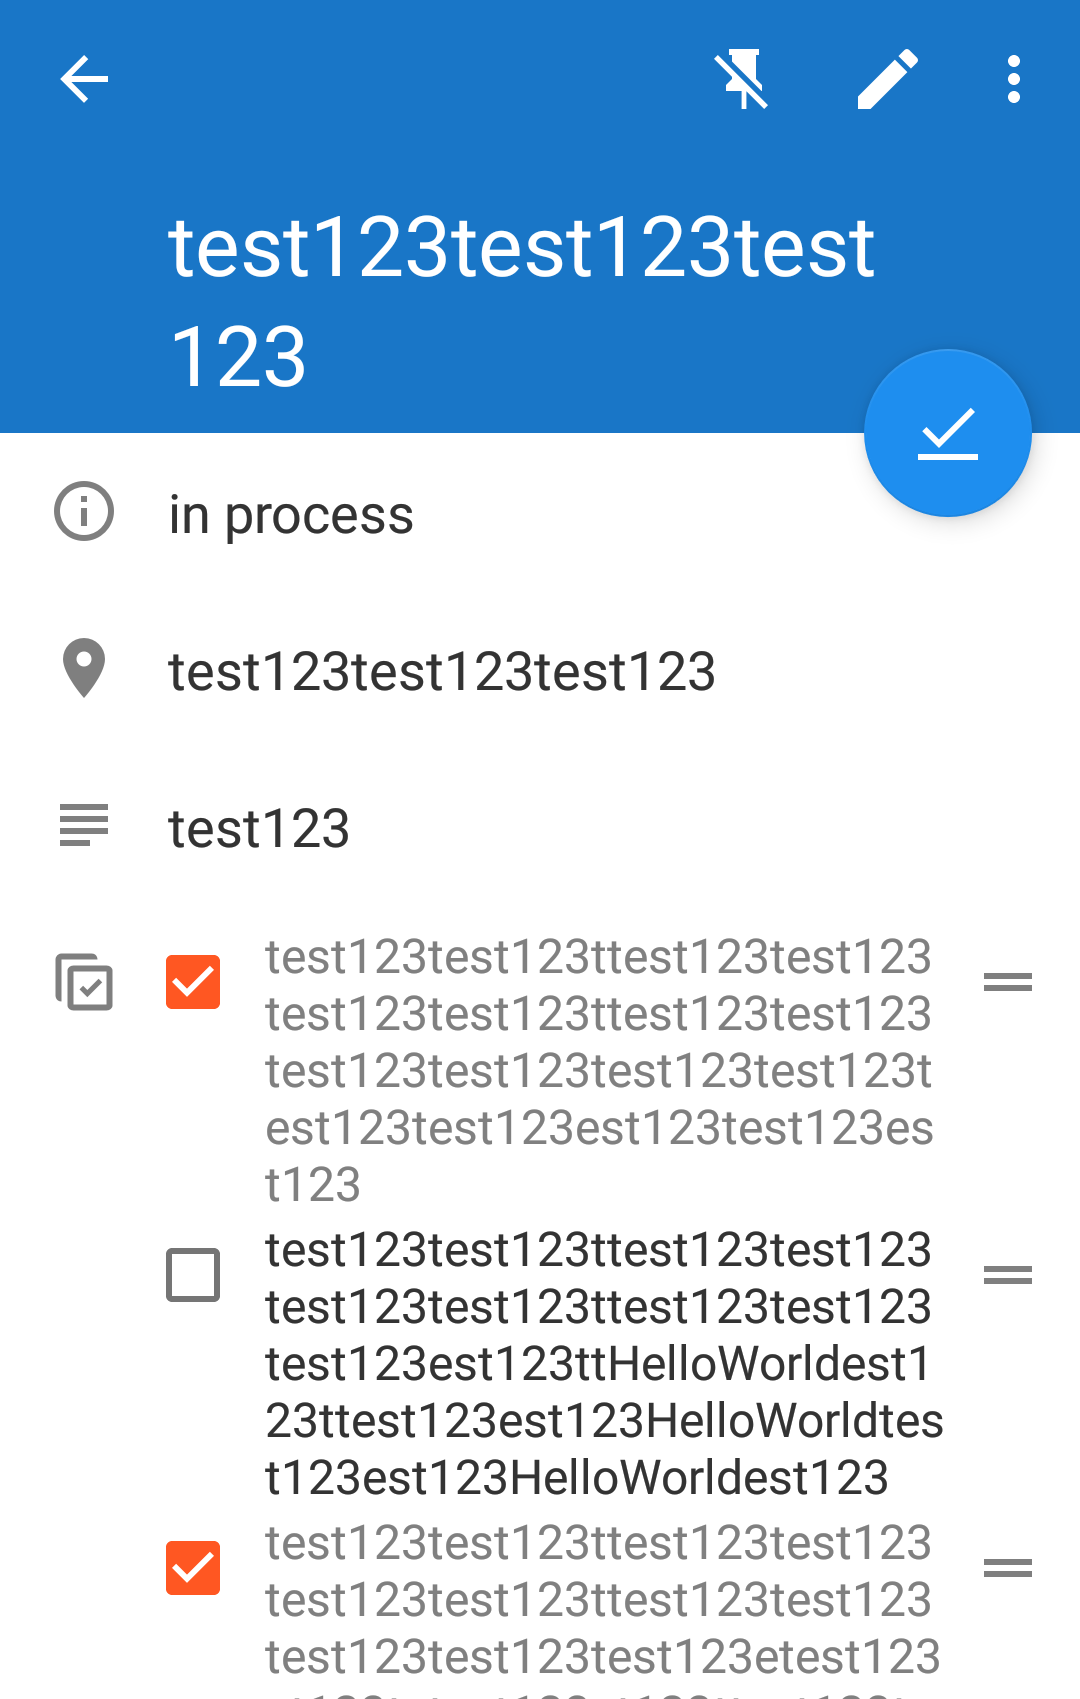 test123test123test
123
in process
test123test123test123
test123
test123test123ttest123test123
test123test123ttest123test123
test123test123test123test123t
est123test123est123test123es
t123
test123test123ttest123test123
test123test123ttest123test123
test123est123ttHelloWorldest1
23ttest123est123HelloWorldtes
t123est123HelloWorldest123
test123test123ttest123test123
test123test123ttest123test123
test123test123test123etest123